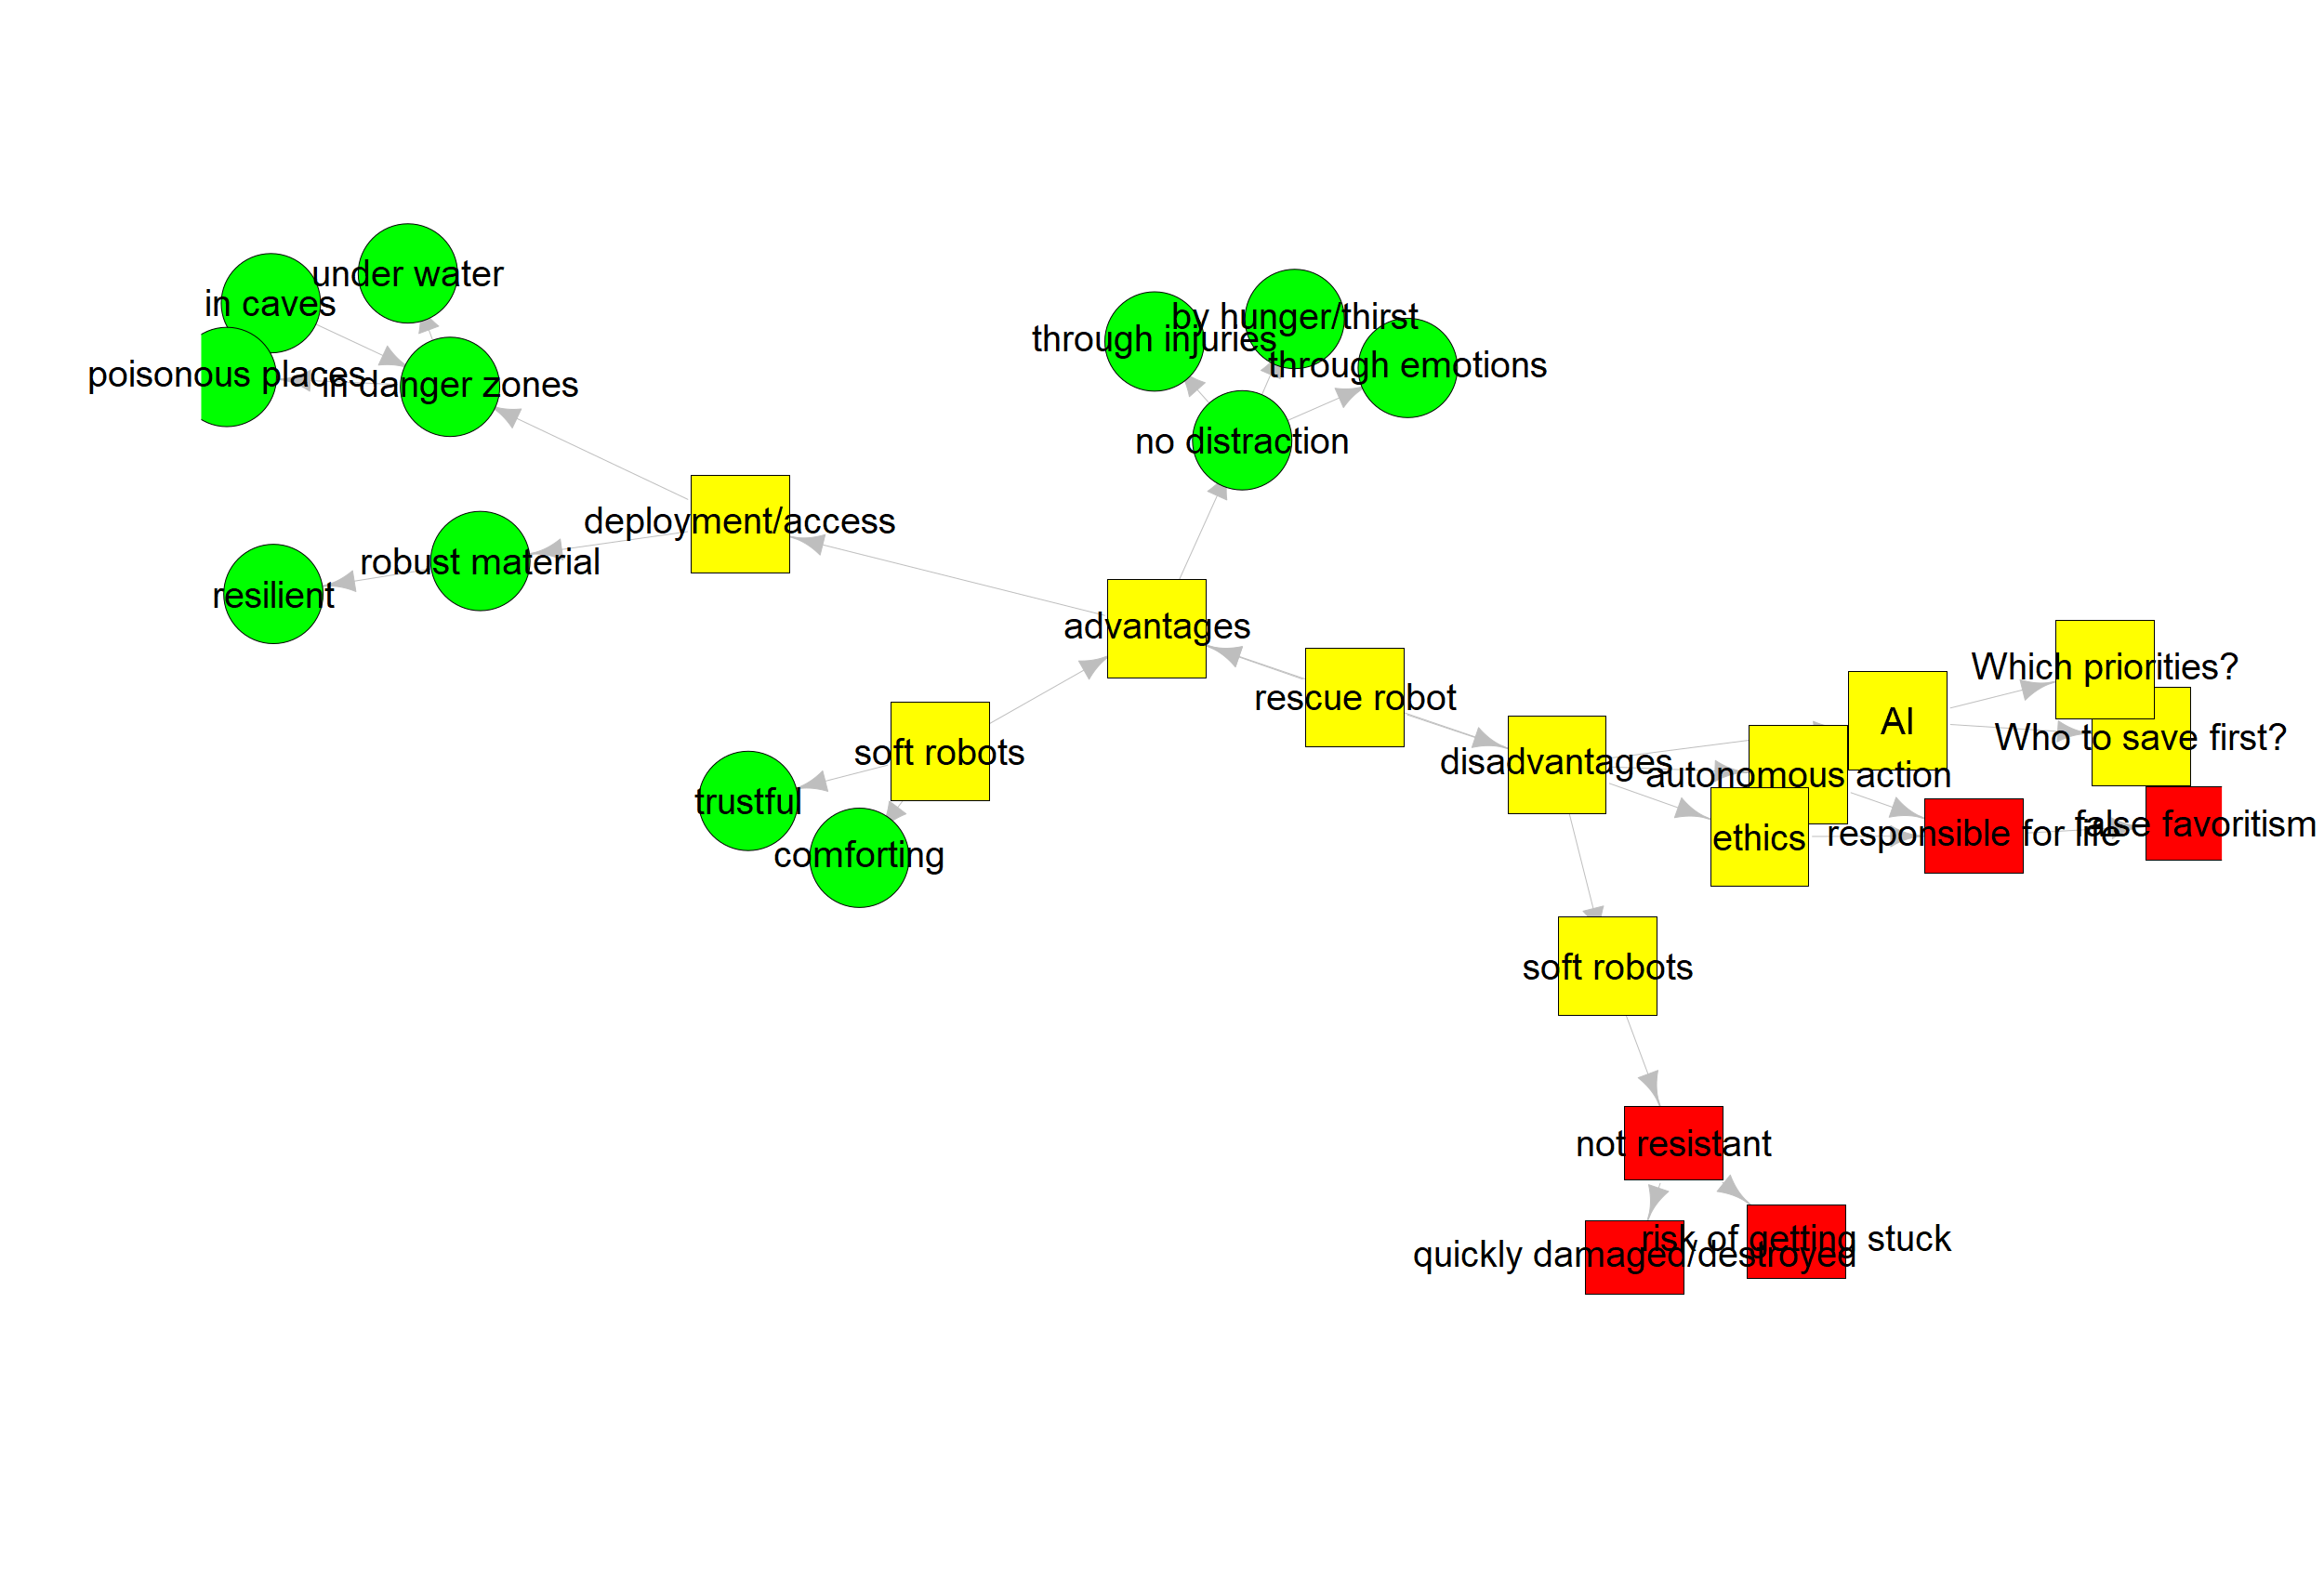 under water
in caves
by hunger/thirst
through injuries
through emotions
poisonous places
in danger zones
no distraction
deployment/access
robust material
resilient
advantages
Which priorities?
rescue robot
AI
Who to save first?
soft robots
disadvantages
autonomous action
trustful
false favoritism
responsible for life
ethics
comforting
soft robots
not resistant
risk of getting stuck
quickly damaged/destroyed